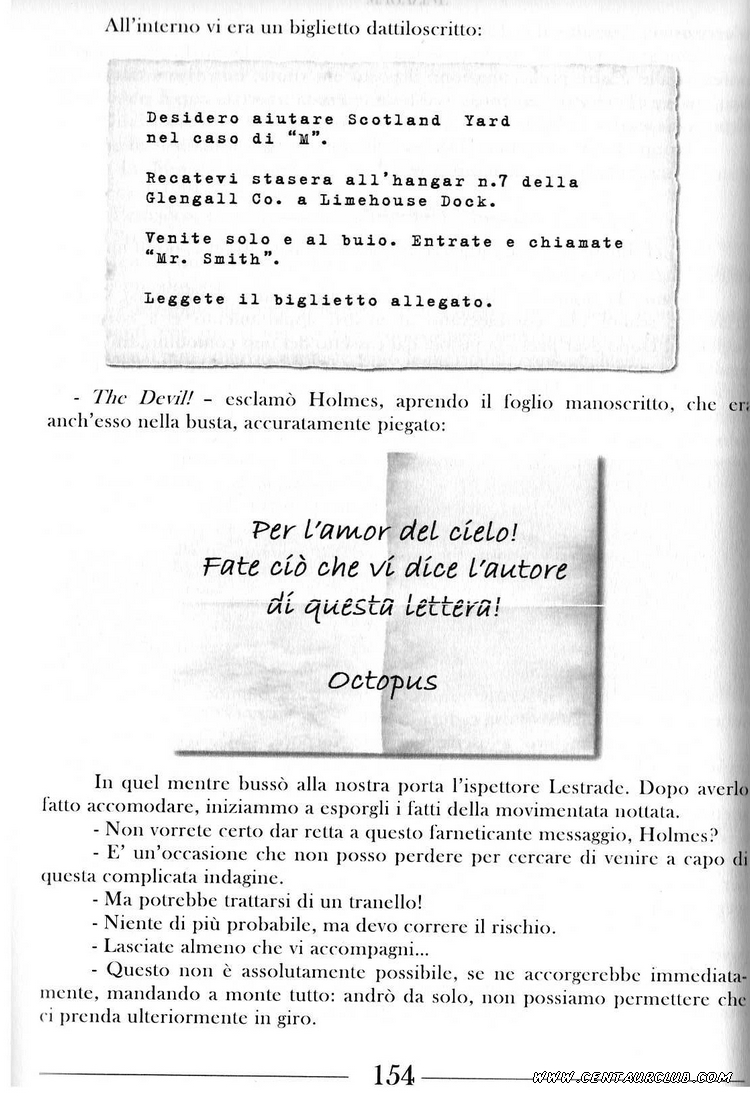 All'interno vi era un biglietto dattiloscritto:
Desidero aiutare Scotland Yard
nel caso di "M".
Recatevi stasera all'hangar n.7 della
Glengall Co. a Limehouse Dock.
Venite solo e al buio. Entrate e chiamate
"Mr. Smith".
Leggete il biglietto allegato.
- The Devil! – esclamò Holmes, aprendo il foglio manoscritto, che era
anch'esso nella busta, accuratamente piegato:
Per l'amor del cielo!
Fate ciò che vi dice l'autore
di questa lettera!
Octopus
In quel mentre bussò alla nostra porta l'ispettore Lestrade. Dopo averlo
fatto accomodare, iniziammo a esporgli i fatti della movimentata nottata.
- Non vorrete certo dar retta a questo farneticante messaggio, Holmes?
- E' un'occasione che non posso perdere per cercare di venire a capo di
questa complicata indagine.
- Ma potrebbe trattarsi di un tranello!
- Niente di più probabile, ma devo correre il rischio.
- Lasciate almeno che vi accompagni...
- Questo non è assolutamente possibile, se ne accorgerebbe immediata-
mente, mandando a monte tutto: andrò da solo, non possiamo permettere che
ci prenda ulteriormente in giro.
154
WWW.CENTAURCLUB.COM